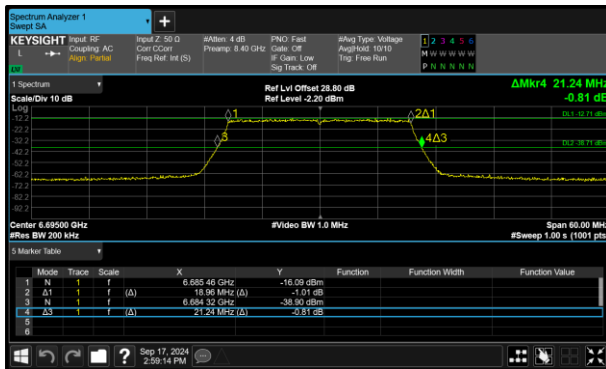 Spectrum Analyzer 1
Swept SA
KEYSIGHT Input: RF Input Z: 50 Ω #Atten: 4 dB PNO: Fast #Avg Type: Voltage 1 2 3 4 5 6
L Coupling: AC Corr CCorr Preamp: 8.40 GHz Gate: Off Avg|Hold: 10/10 M W W W W W
Align: Partial Freq Ref: Int (S) IF Gain: Low Trig: Free Run
Sig Track: Off P N N N N N
1 Spectrum Ref Lvl Offset 28.80 dB ΔMkr4 21.24 MHz
Scale/Div 10 dB Ref Level -2.20 dBm -0.81 dB
Log
-12.2
-22.2
-32.2
-42.2
-52.2
-62.2
-72.2
-82.2
-92.2
1
2Δ1
3
4Δ3
DL1 -12.71 dBm
DL2 -38.71 dBm
Center 6.69500 GHz #Video BW 1.0 MHz Span 60.00 MHz
#Res BW 200 kHz #Sweep 1.00 s (1001 pts)
5 Marker Table
Mode Trace Scale X Y Function Function Width Function Value
1 N 1 f 6.685 46 GHz -16.09 dBm
2 Δ1 1 f (Δ) 18.96 MHz (Δ) -1.01 dB
3 N 1 f 6.684 32 GHz -38.90 dBm
4 Δ3 1 f (Δ) 21.24 MHz (Δ) -0.81 dB
5
6
? Sep 17, 2024
2:59:14 PM